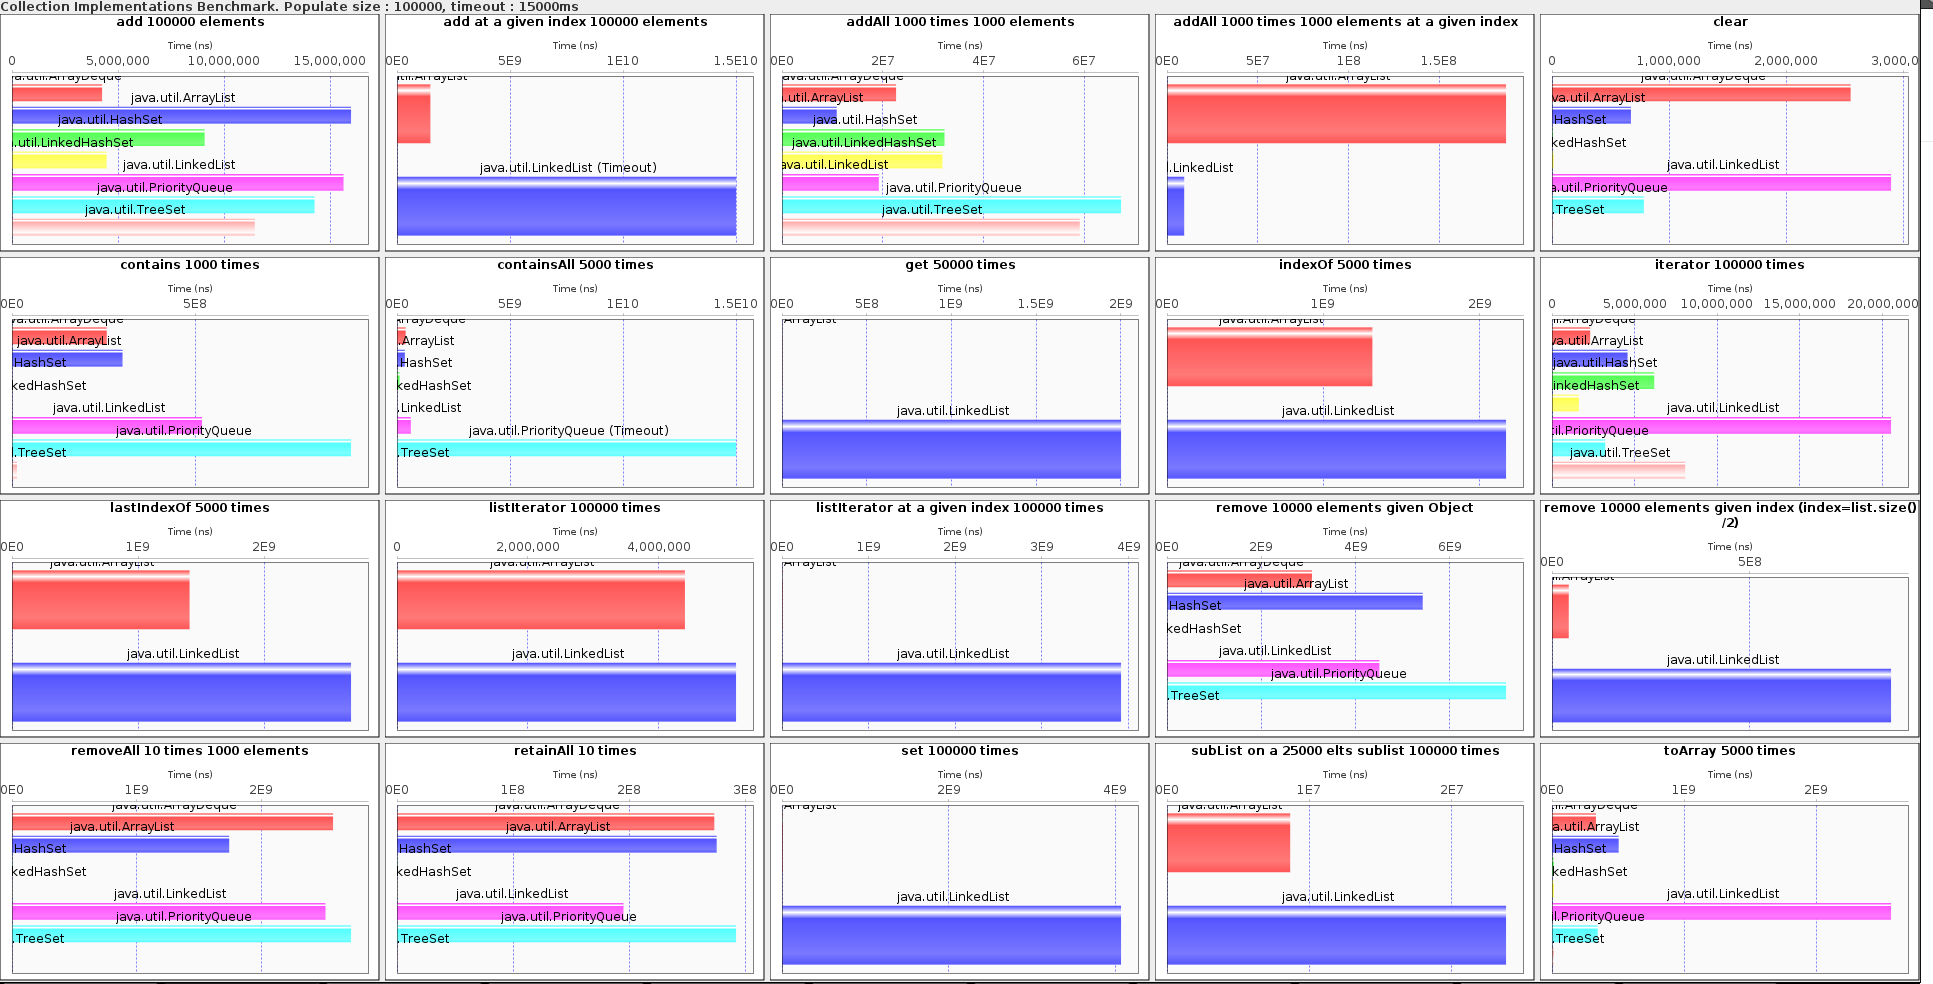 Collection Implementations Benchmark. Populate size : 100000, timeout : 15000ms
add 100000 elements
Time (ns)
0 5,000,000 10,000,000 15,000,000
a.util.ArrayDeque
java.util.ArrayList
java.util.HashSet
.util.LinkedHashSet
java.util.LinkedList
java.util.PriorityQueue
java.util.TreeSet
add at a given index 100000 elements
Time (ns)
0E0 5E9 1E10 1.5E10
til.ArrayList
java.util.LinkedList (Timeout)
addAll 1000 times 1000 elements
Time (ns)
0E0 2E7 4E7 6E7
ava.util.ArrayDeque
.util.ArrayList
java.util.HashSet
java.util.LinkedHashSet
ava.util.LinkedList
java.util.PriorityQueue
java.util.TreeSet
addAll 1000 times 1000 elements at a given index
Time (ns)
0E0 5E7 1E8 1.5E8
java.util.ArrayList
.LinkedList
clear
Time (ns)
0 1,000,000 2,000,000 3,000,0
java.util.ArrayDeque
va.util.ArrayList
HashSet
kedHashSet
java.util.LinkedList
a.util.PriorityQueue
.TreeSet
contains 1000 times
Time (ns)
0E0 5E8
va.util.ArrayDeque
java.util.ArrayList
HashSet
kedHashSet
java.util.LinkedList
java.util.PriorityQueue
.TreeSet
containsAll 5000 times
Time (ns)
0E0 5E9 1E10 1.5E10
rrayDeque
.ArrayList
HashSet
kedHashSet
.LinkedList
java.util.PriorityQueue (Timeout)
.TreeSet
get 50000 times
Time (ns)
0E0 5E8 1E9 1.5E9 2E9
ArrayList
java.util.LinkedList
indexOf 5000 times
Time (ns)
0E0 1E9 2E9
java.util.ArrayList
java.util.LinkedList
iterator 100000 times
Time (ns)
0 5,000,000 10,000,000 15,000,000 20,000,000
il.ArrayDeque
va.util.ArrayList
java.util.HashSet
inkedHashSet
java.util.LinkedList
til.PriorityQueue
java.util.TreeSet
lastIndexOf 5000 times
Time (ns)
0E0 1E9 2E9
java.util.ArrayList
java.util.LinkedList
listIterator 100000 times
Time (ns)
0 2,000,000 4,000,000
java.util.ArrayList
java.util.LinkedList
listIterator at a given index 100000 times
Time (ns)
0E0 1E9 2E9 3E9 4E9
ArrayList
java.util.LinkedList
remove 10000 elements given Object
Time (ns)
0E0 2E9 4E9 6E9
java.util.ArrayDeque
java.util.ArrayList
HashSet
kedHashSet
java.util.LinkedList
java.util.PriorityQueue
.TreeSet
remove 10000 elements given index (index=list.size()
/2)
Time (ns)
0E0 5E8
il.ArrayList
java.util.LinkedList
removeAll 10 times 1000 elements
Time (ns)
0E0 1E9 2E9
java.util.ArrayDeque
java.util.ArrayList
HashSet
kedHashSet
java.util.LinkedList
java.util.PriorityQueue
.TreeSet
retainAll 10 times
Time (ns)
0E0 1E8 2E8 3E8
java.util.ArrayDeque
java.util.ArrayList
HashSet
kedHashSet
java.util.LinkedList
java.util.PriorityQueue
.TreeSet
set 100000 times
Time (ns)
0E0 2E9 4E9
ArrayList
java.util.LinkedList
subList on a 25000 elts sublist 100000 times
Time (ns)
0E0 1E7 2E7
java.util.ArrayList
java.util.LinkedList
toArray 5000 times
Time (ns)
0E0 1E9 2E9
il.ArrayDeque
a.util.ArrayList
HashSet
kedHashSet
java.util.LinkedList
l.PriorityQueue
.TreeSet